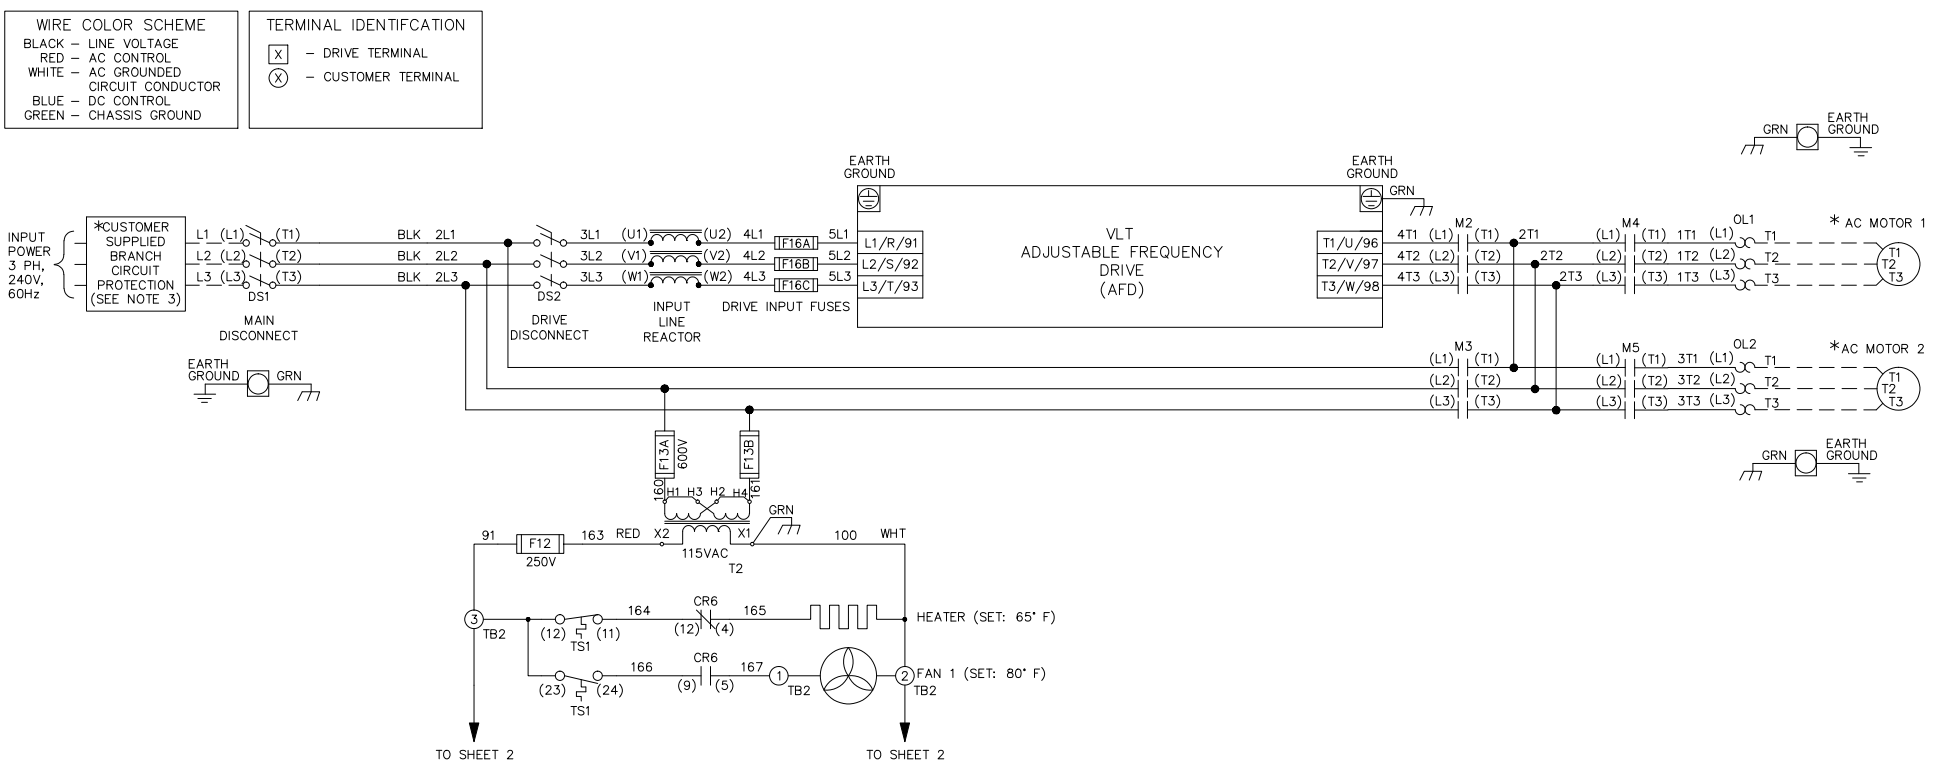 WIRE COLOR SCHEME
BLACK – LINE VOLTAGE
RED – AC CONTROL
WHITE – AC GROUNDED
CIRCUIT CONDUCTOR
BLUE – DC CONTROL
GREEN – CHASSIS GROUND
TERMINAL IDENTIFCATION
X – DRIVE TERMINAL
X – CUSTOMER TERMINAL
GRN
EARTH
GROUND
EARTH
GROUND
EARTH
GROUND
GRN
INPUT
POWER
3 PH,
240V,
60Hz
*CUSTOMER
SUPPLIED
BRANCH
CIRCUIT
PROTECTION
(SEE NOTE 3)
L1 (L1) (T1) BLK 2L1 3L1 (U1) (U2) 4L1 F16A 5L1 L1/R/91
L2 (L2) (T2) BLK 2L2 3L2 (V1) (V2) 4L2 F16B 5L2 L2/S/92
L3 (L3) (T3) BLK 2L3 3L3 (W1) (W2) 4L3 F16C 5L3 L3/T/93
DS1
DS2
MAIN
DISCONNECT
DRIVE
DISCONNECT
INPUT
LINE
REACTOR
DRIVE INPUT FUSES
VLT
ADJUSTABLE FREQUENCY
DRIVE
(AFD)
M2
M4
OL1
* AC MOTOR 1
T1/U/96 4T1 (L1) (T1) 2T1 (L1) (T1) 1T1 (L1) T1 T1
T2/V/97 4T2 (L2) (T2) 2T2 (L2) (T2) 1T2 (L2) T2 T2
T3/W/98 4T3 (L3) (T3) 2T3 (L3) (T3) 1T3 (L3) T3 T3
EARTH
GROUND
GRN
M3
M5
OL2
*AC MOTOR 2
(L1) (T1) (L1) (T1) 3T1 (L1) T1 T1
(L2) (T2) (L2) (T2) 3T2 (L2) T2 T2
(L3) (T3) (L3) (T3) 3T3 (L3) T3 T3
GRN
EARTH
GROUND
F13A
600V
F13B
160
161
H1 H3 H2 H4
GRN
91 F12 163 RED X2 X1 100 WHT
250V
115VAC
T2
3
TB2
164 CR6 165
(12) (11) (12) (4)
TS1
HEATER (SET: 65° F)
166 CR6 167 1
(23) (24) (9) (5) TB2
TS1
2 FAN 1 (SET: 80° F)
TB2
TO SHEET 2
TO SHEET 2